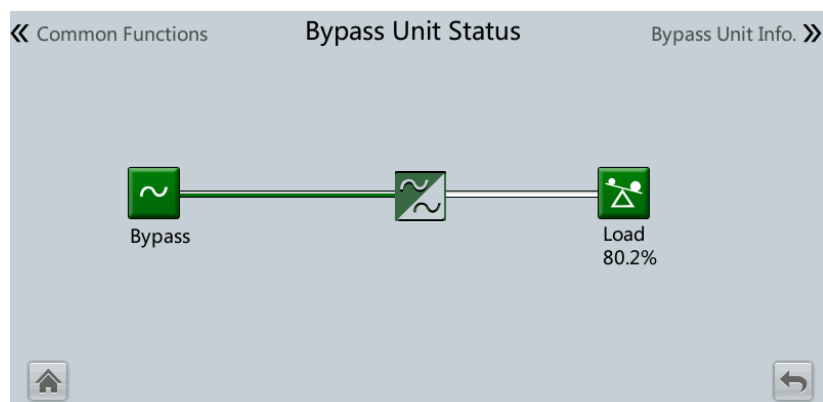 Common Functions
Bypass Unit Status
Bypass Unit Info.
Bypass
Load
80.2%